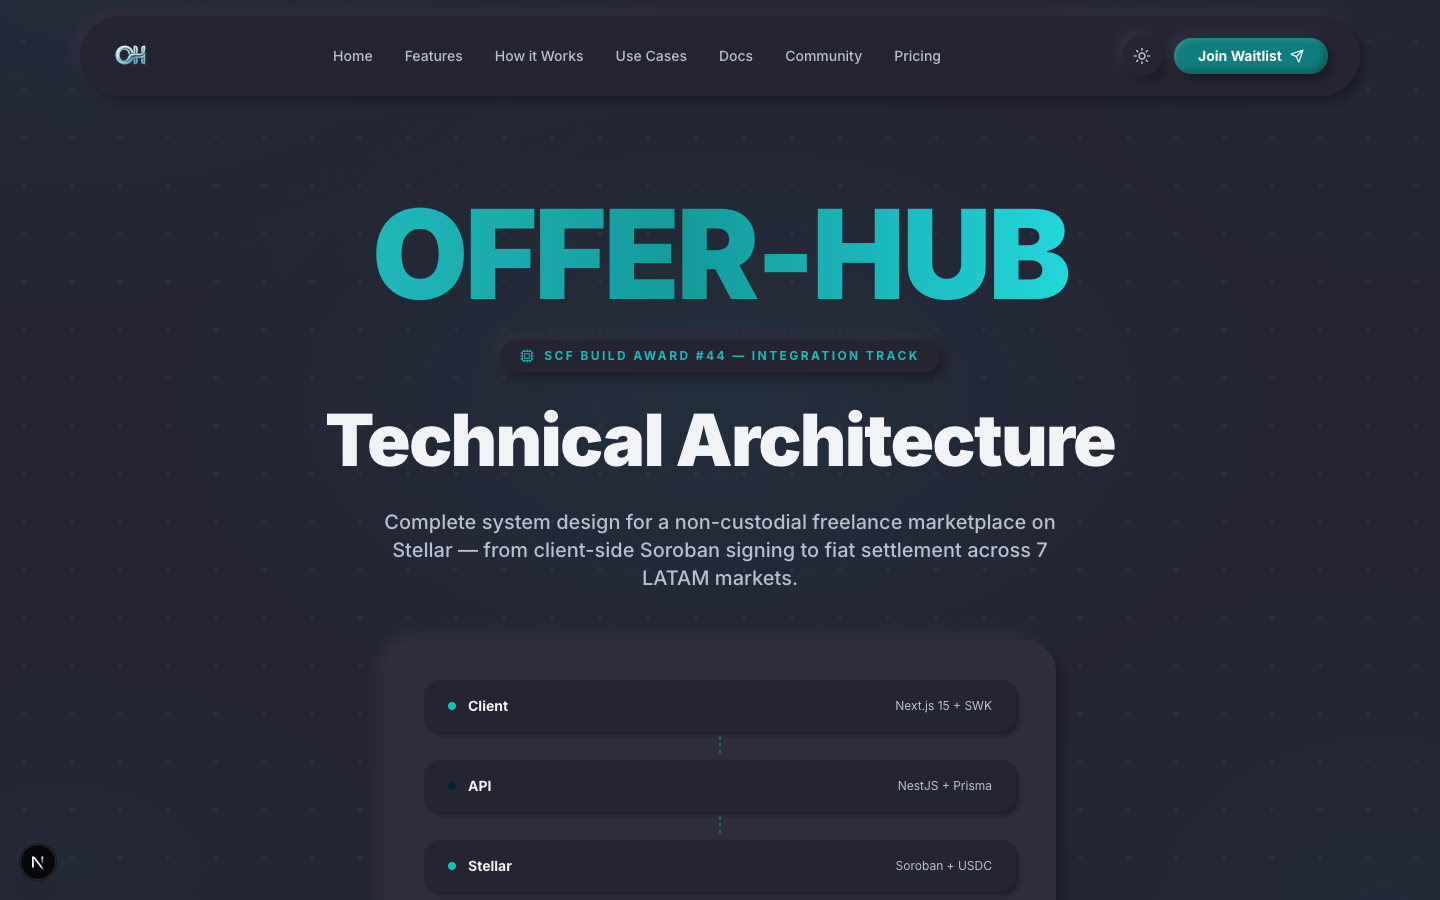 OH
Home
Features
How it Works
Use Cases
Docs
Community
Pricing
Join Waitlist
OFFER-HUB
SCF BUILD AWARD #44 — INTEGRATION TRACK
Technical Architecture
Complete system design for a non-custodial freelance marketplace on
Stellar — from client-side Soroban signing to fiat settlement across 7
LATAM markets.
Client
Next.js 15 + SWK
API
NestJS + Prisma
Stellar
Soroban + USDC
N